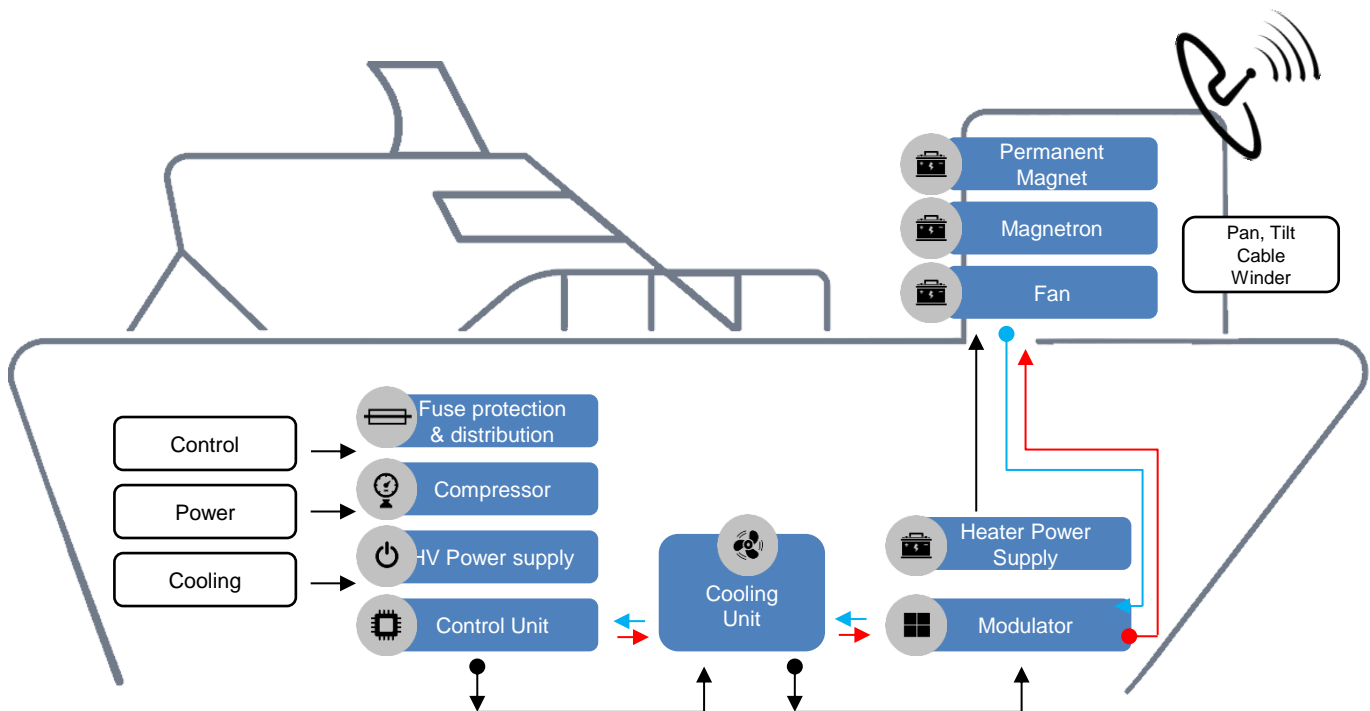 Permanent
Magnet
Magnetron
Fan
Pan, Tilt
Cable
Winder
Control
Power
Cooling
Fuse protection
& distribution
Compressor
HV Power supply
Control Unit
Cooling
Unit
Heater Power
Supply
Modulator